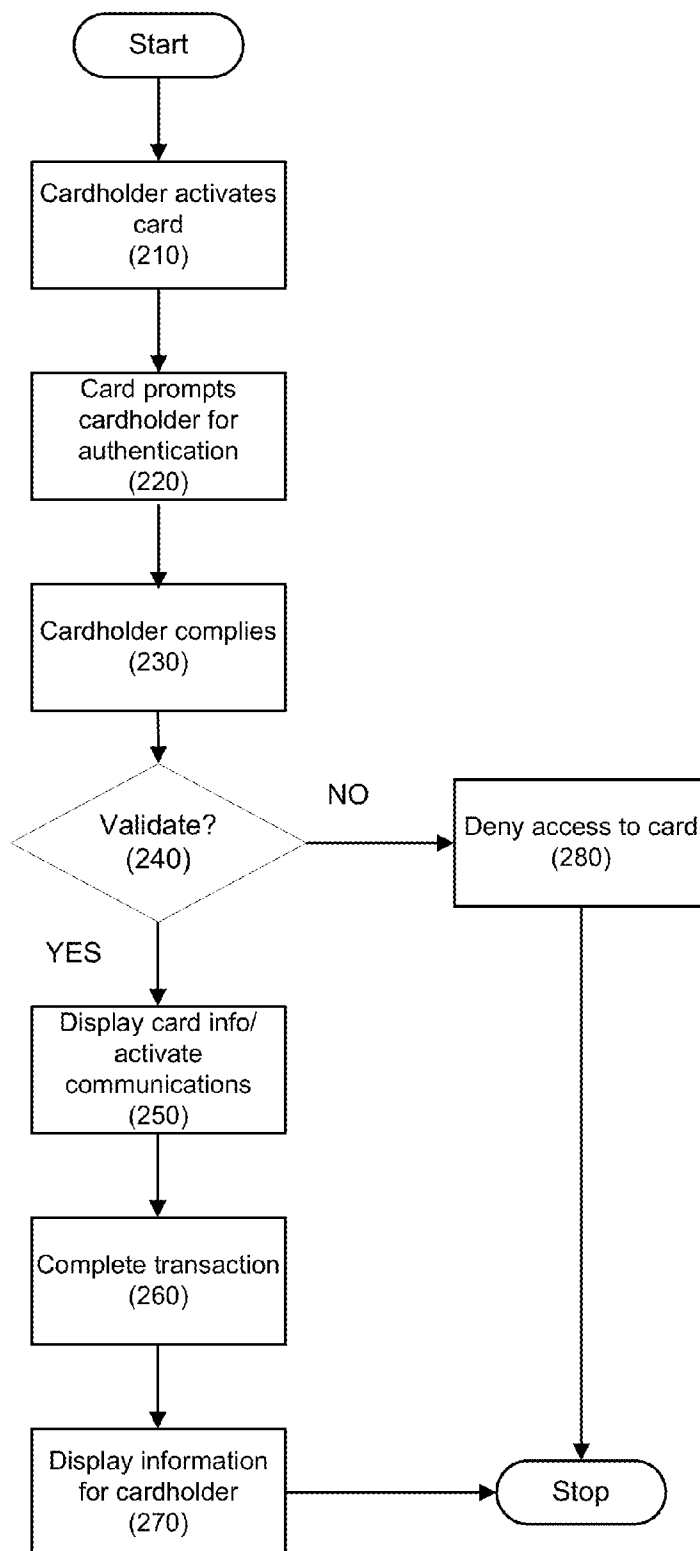 Start
Cardholder activates
card
(210)
Card prompts
cardholder for
authentication
(220)
Cardholder complies
(230)
Validate?
(240)
NO
Deny access to card
(280)
YES
Display card info/
activate
communications
(250)
Complete transaction
(260)
Display information
for cardholder
(270)
Stop